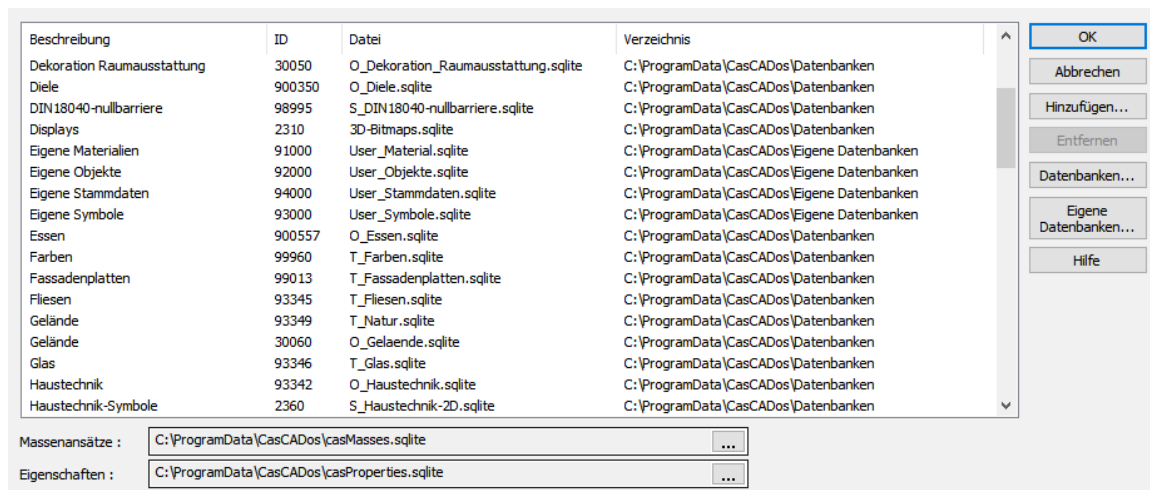 Beschreibung ID Datei Verzeichnis
Dekoration Raumausstattung 30050 O_Dekoration_Raumausstattung.sqlite C:\ProgramData\CasCADos\Datenbanken
Diele 900350 O_Diele.sqlite C:\ProgramData\CasCADos\Datenbanken
DIN18040-nullbarriere 98995 S_DIN18040-nullbarriere.sqlite C:\ProgramData\CasCADos\Datenbanken
Displays 2310 3D-Bitmaps.sqlite C:\ProgramData\CasCADos\Datenbanken
Eigene Materialien 91000 User_Material.sqlite C:\ProgramData\CasCADos\Eigene Datenbanken
Eigene Objekte 92000 User_Objekte.sqlite C:\ProgramData\CasCADos\Eigene Datenbanken
Eigene Stammdaten 94000 User_Stammdaten.sqlite C:\ProgramData\CasCADos\Eigene Datenbanken
Eigene Symbole 93000 User_Symbole.sqlite C:\ProgramData\CasCADos\Eigene Datenbanken
Essen 900557 O_Essen.sqlite C:\ProgramData\CasCADos\Datenbanken
Farben 99960 T_Farben.sqlite C:\ProgramData\CasCADos\Datenbanken
Fassadenplatten 99013 T_Fassadenplatten.sqlite C:\ProgramData\CasCADos\Datenbanken
Fliesen 93345 T_Fliesen.sqlite C:\ProgramData\CasCADos\Datenbanken
Gelände 93349 T_Natur.sqlite C:\ProgramData\CasCADos\Datenbanken
Gelände 30060 O_Gelaende.sqlite C:\ProgramData\CasCADos\Datenbanken
Glas 93346 T_Glas.sqlite C:\ProgramData\CasCADos\Datenbanken
Haustechnik 93342 O_Haustechnik.sqlite C:\ProgramData\CasCADos\Datenbanken
Haustechnik-Symbole 2360 S_Haustechnik-2D.sqlite C:\ProgramData\CasCADos\Datenbanken
OK
Abbrechen
Hinzufügen...
Entfernen
Datenbanken...
Eigene
Datenbanken...
Hilfe
Massenansätze : C:\ProgramData\CasCADos\casMasses.sqlite ...
Eigenschaften : C:\ProgramData\CasCADos\casProperties.sqlite ...